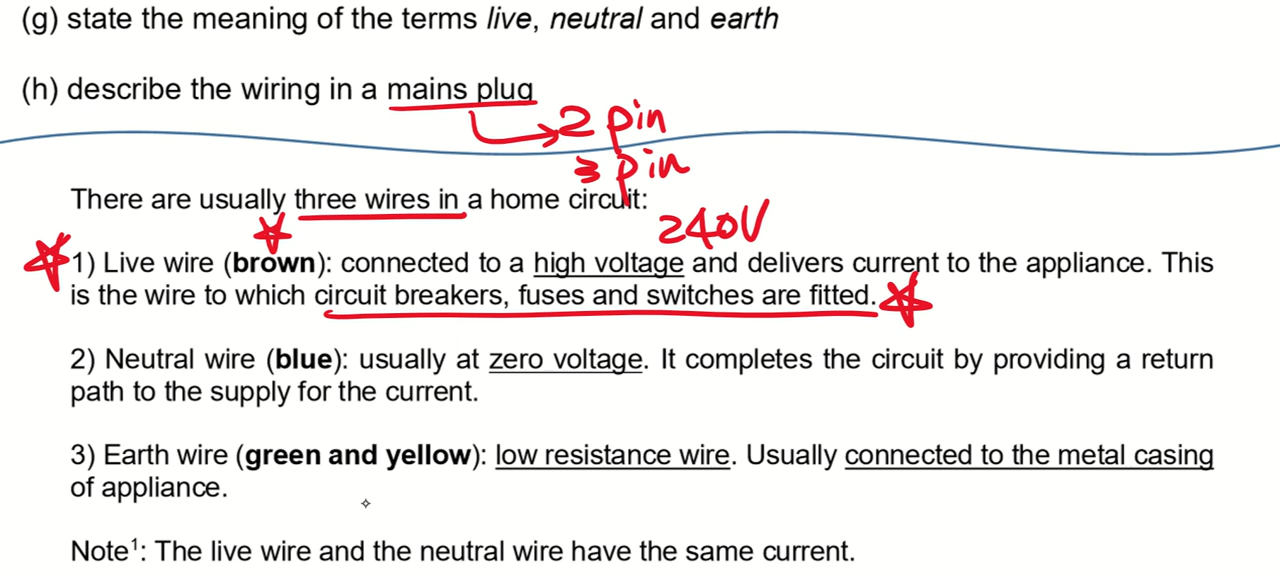 (g) state the meaning of the terms live, neutral and earth
(h) describe the wiring in a mains plug
2 pin
3 pin
There are usually three wires in a home circuit:
240V
1) Live wire (brown): connected to a high voltage and delivers current to the appliance. This
is the wire to which circuit breakers, fuses and switches are fitted.
2) Neutral wire (blue): usually at zero voltage. It completes the circuit by providing a return
path to the supply for the current.
3) Earth wire (green and yellow): low resistance wire. Usually connected to the metal casing
of appliance.
Note¹: The live wire and the neutral wire have the same current.